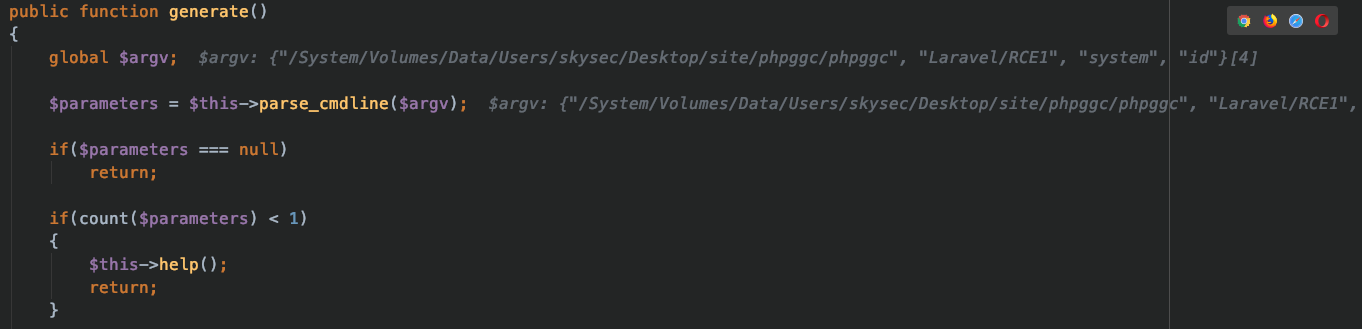 public function generate()
{
global $argv;  $argv: {"/System/Volumes/Data/Users/skysec/Desktop/site/phpggc/phpggc", "Laravel/RCE1", "system", "id"}[4]
$parameters = $this->parse_cmdline($argv);  $argv: {"/System/Volumes/Data/Users/skysec/Desktop/site/phpggc/phpggc", "Laravel/RCE1",
if($parameters === null)
return;
if(count($parameters) < 1)
{
$this->help();
return;
}